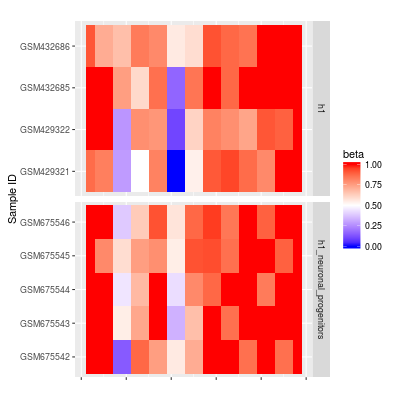 GSM432686
GSM432685
GSM429322
GSM429321
h1
GSM675546
GSM675545
GSM675544
GSM675543
GSM675542
h1_neuronal_progenitors
Sample ID
beta
1.00
0.75
0.50
0.25
0.00